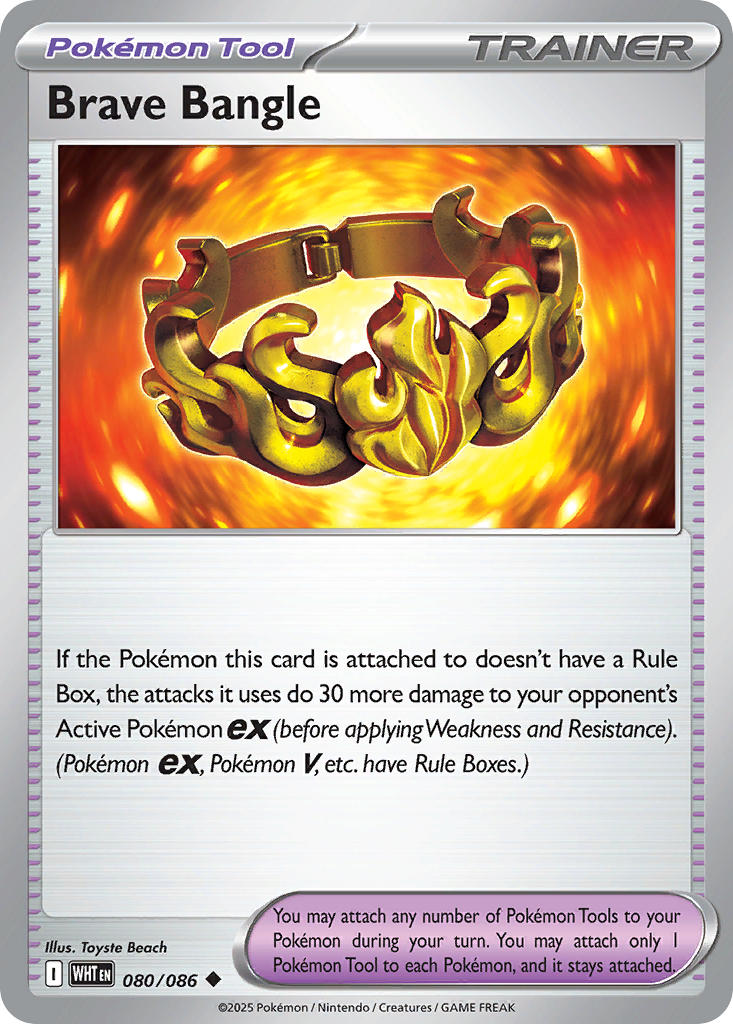 Pokémon Tool
TRAINER
Brave Bangle
If the Pokémon this card is attached to doesn't have a Rule
Box, the attacks it uses do 30 more damage to your opponent's
Active Pokémon ex (before applying Weakness and Resistance).
(Pokémon ex, Pokémon V, etc. have Rule Boxes.)
You may attach any number of Pokémon Tools to your
Pokémon during your turn. You may attach only 1
Pokémon Tool to each Pokémon, and it stays attached.
Illus. Toyste Beach
I WHT EN 080/086 ◆
©2025 Pokémon / Nintendo / Creatures / GAME FREAK